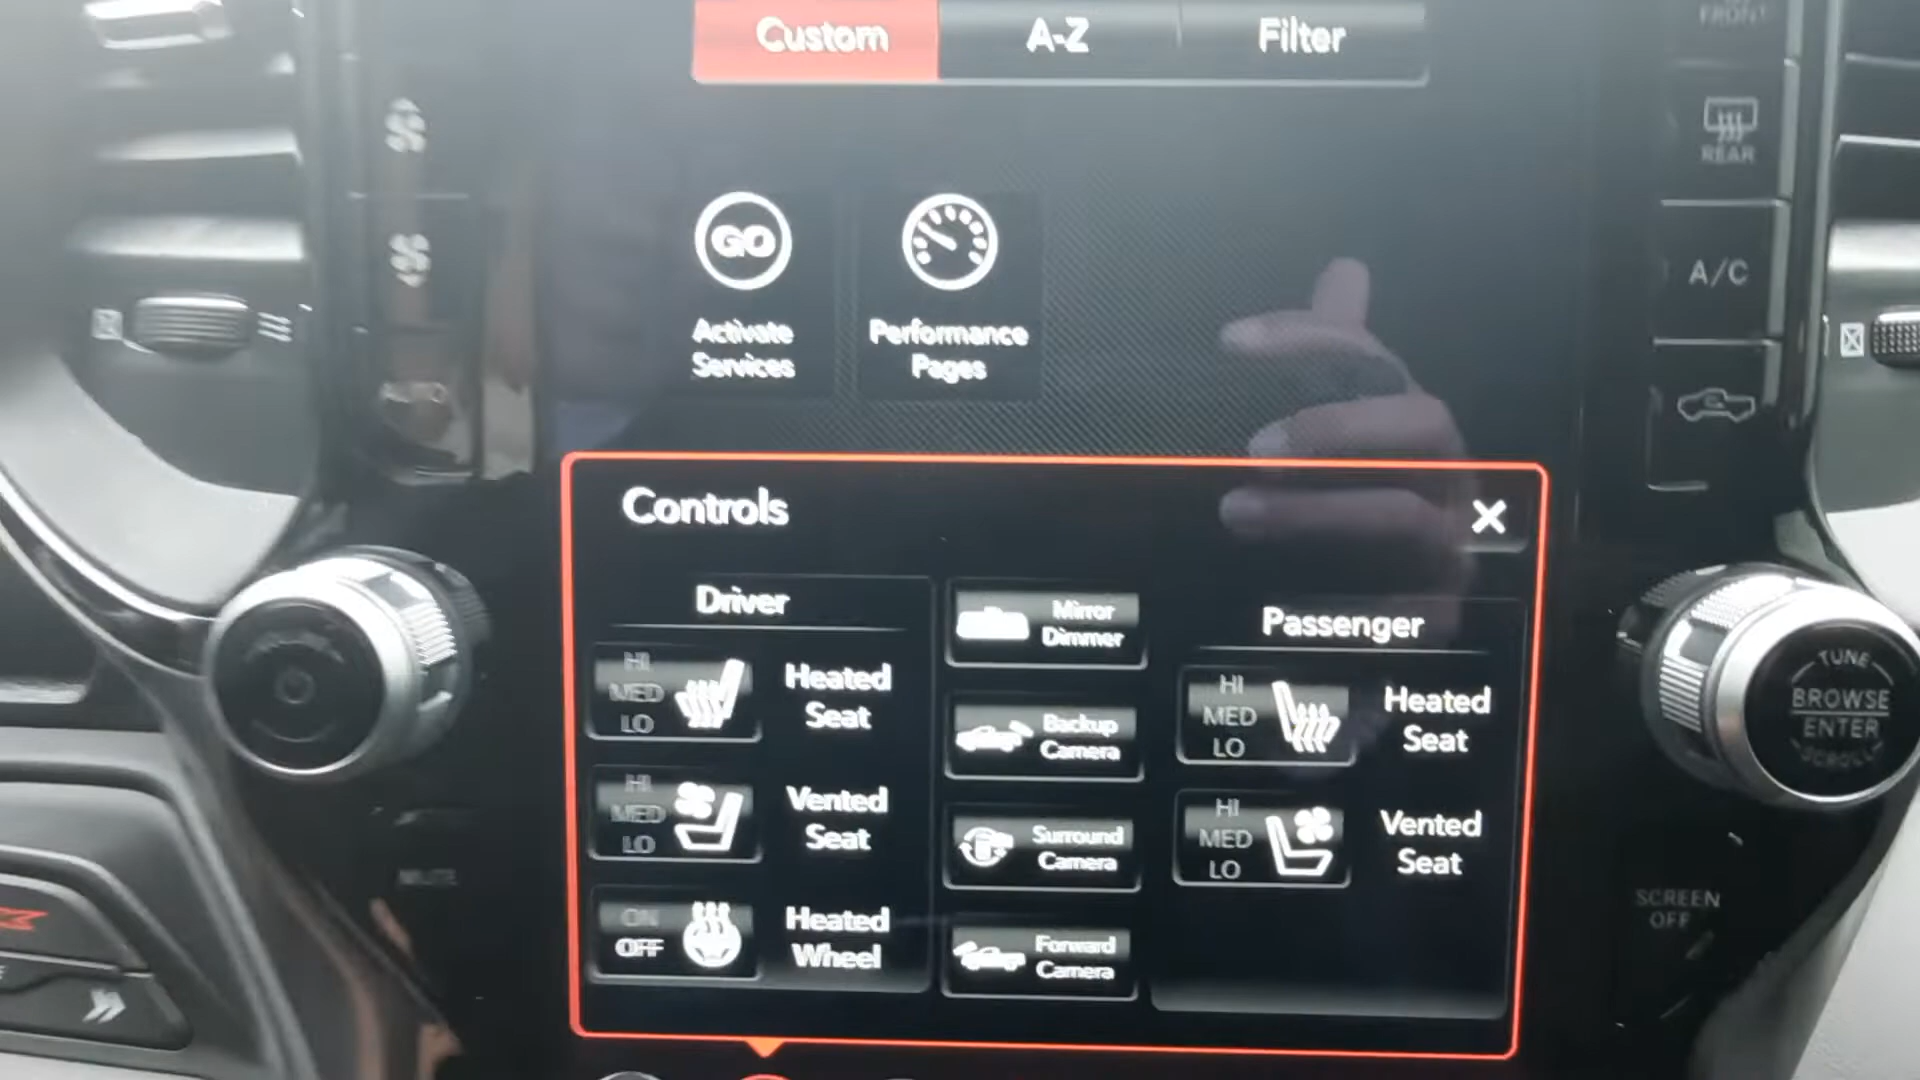 Custom
A-Z
Filter
FRONT
REAR
A/C
GO
Activate
Services
Performance
Pages
AUTO
Controls
Driver
HI
MED
LO
Heated
Seat
HI
MED
LO
Vented
Seat
ON
OFF
Heated
Wheel
Mirror
Dimmer
Backup
Camera
Surround
Camera
Forward
Camera
Passenger
HI
MED
LO
Heated
Seat
HI
MED
LO
Vented
Seat
MUTE
TUNE
BROWSE
ENTER
SCROLL
SCREEN
OFF